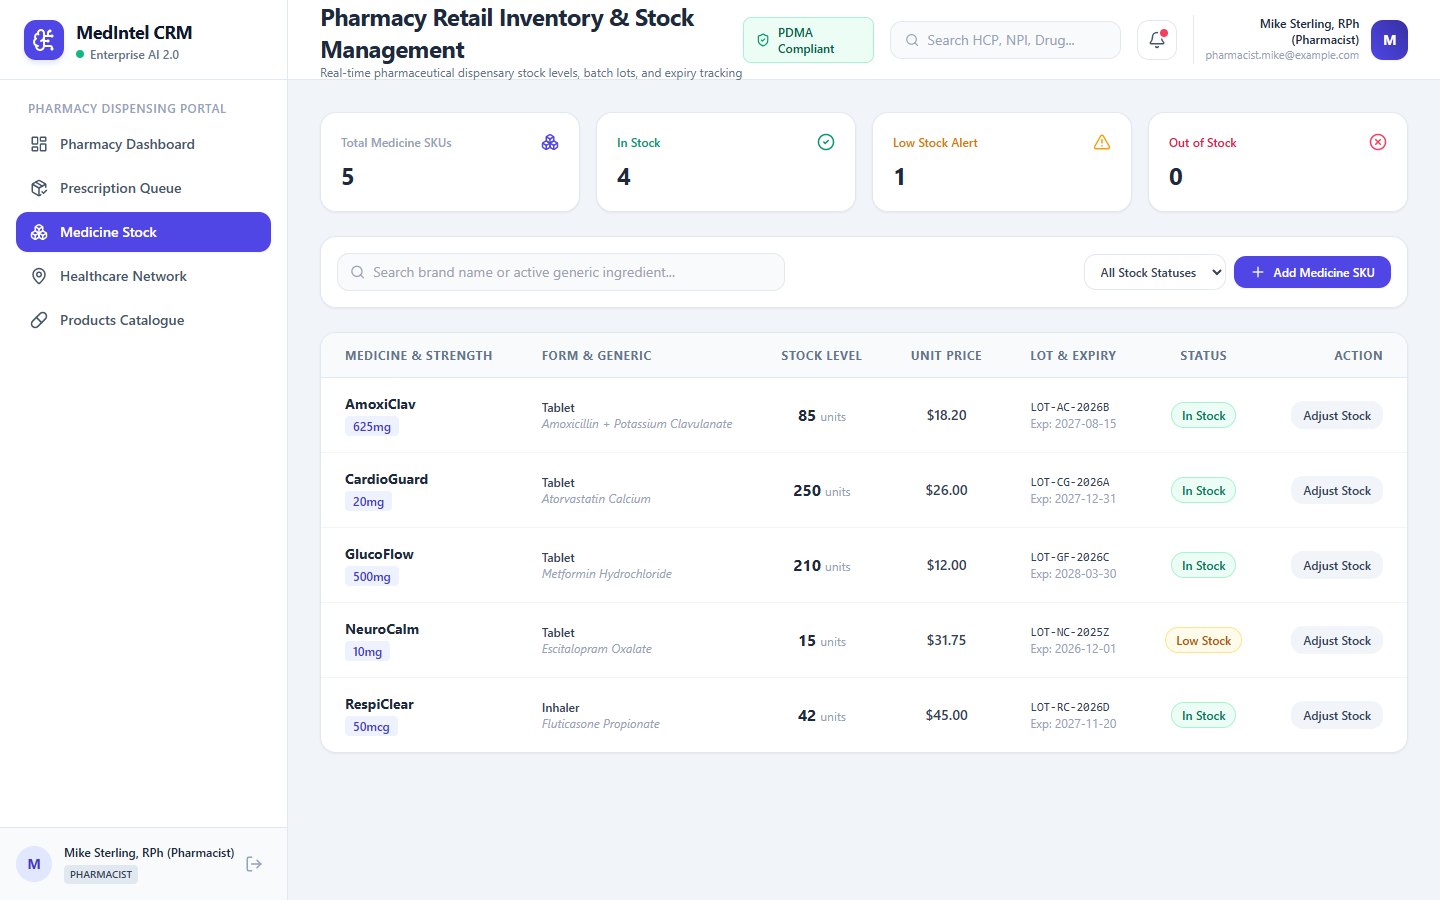 MedIntel CRM
Enterprise AI 2.0
PHARMACY DISPENSING PORTAL
Pharmacy Dashboard
Prescription Queue
Medicine Stock
Healthcare Network
Products Catalogue
M
Mike Sterling, RPh (Pharmacist)
PHARMACIST
Pharmacy Retail Inventory & Stock
Management
Real-time pharmaceutical dispensary stock levels, batch lots, and expiry tracking
PDMA
Compliant
Search HCP, NPI, Drug...
Mike Sterling, RPh
(Pharmacist)
pharmacist.mike@example.com
M
Total Medicine SKUs
5
In Stock
4
Low Stock Alert
1
Out of Stock
0
Search brand name or active generic ingredient...
All Stock Statuses
Add Medicine SKU
MEDICINE & STRENGTH FORM & GENERIC STOCK LEVEL UNIT PRICE LOT & EXPIRY STATUS ACTION
AmoxiClav
625mg
Tablet
Amoxicillin + Potassium Clavulanate
85 units
$18.20
LOT-AC-2026B
Exp: 2027-08-15
In Stock
Adjust Stock
CardioGuard
20mg
Tablet
Atorvastatin Calcium
250 units
$26.00
LOT-CG-2026A
Exp: 2027-12-31
In Stock
Adjust Stock
GlucoFlow
500mg
Tablet
Metformin Hydrochloride
210 units
$12.00
LOT-GF-2026C
Exp: 2028-03-30
In Stock
Adjust Stock
NeuroCalm
10mg
Tablet
Escitalopram Oxalate
15 units
$31.75
LOT-NC-2025Z
Exp: 2026-12-01
Low Stock
Adjust Stock
RespiClear
50mcg
Inhaler
Fluticasone Propionate
42 units
$45.00
LOT-RC-2026D
Exp: 2027-11-20
In Stock
Adjust Stock